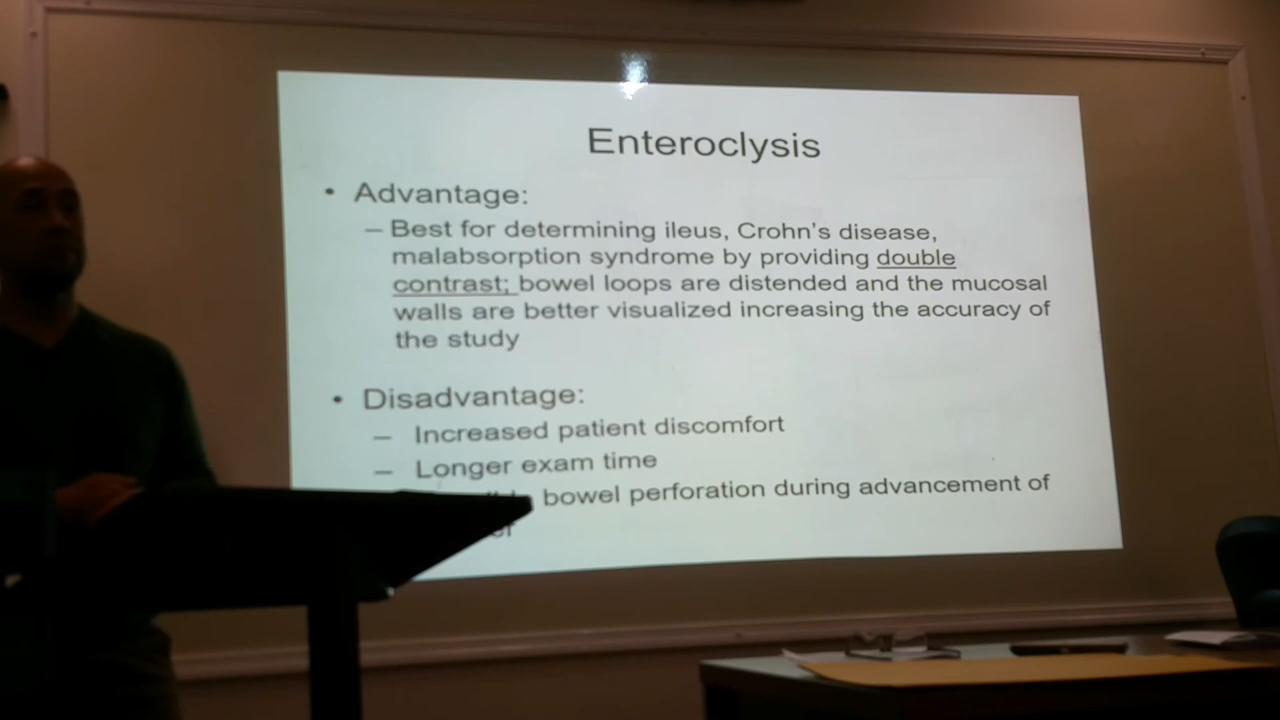 Enteroclysis
• Advantage:
– Best for determining ileus, Crohn's disease,
malabsorption syndrome by providing double
contrast; bowel loops are distended and the mucosal
walls are better visualized increasing the accuracy of
the study
• Disadvantage:
– Increased patient discomfort
– Longer exam time
bowel perforation during advancement of